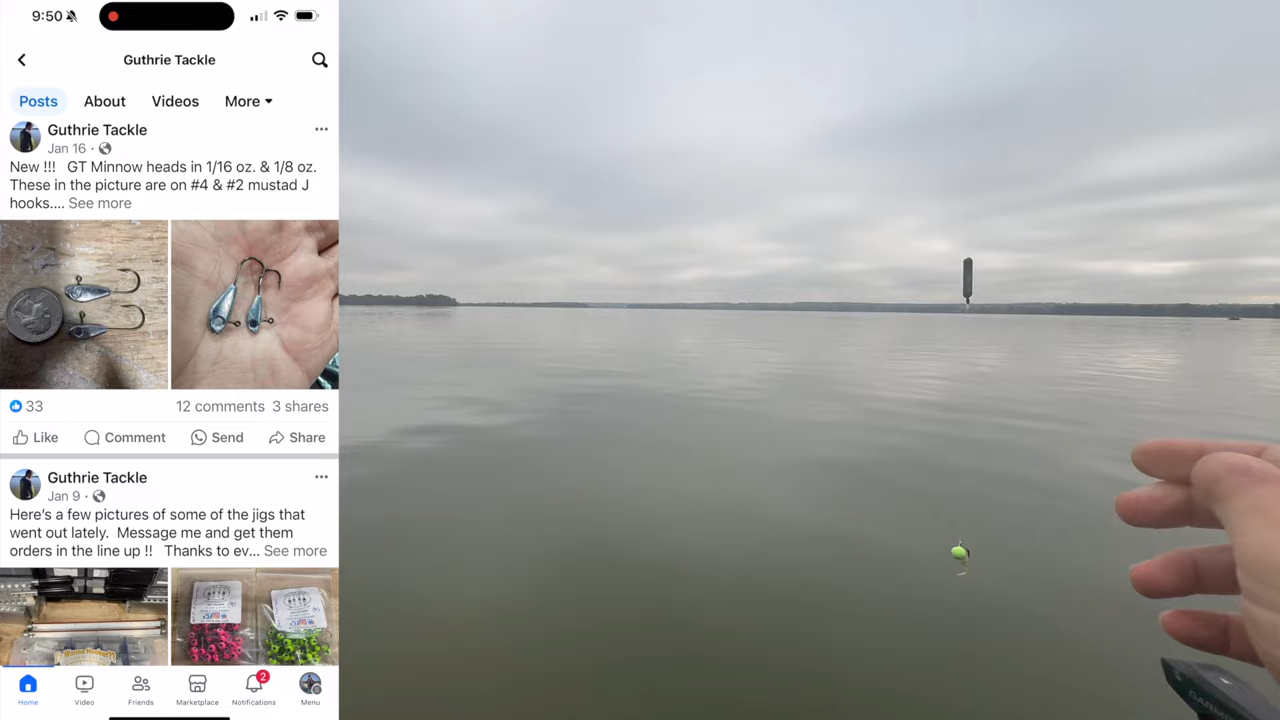 9:50
Guthrie Tackle
Posts
About
Videos
More
Guthrie Tackle
Jan 16
New !!! GT Minnow heads in 1/16 oz. & 1/8 oz.
These in the picture are on #4 & #2 mustad J
hooks.... See more
33
12 comments 3 shares
Like
Comment
Send
Share
Guthrie Tackle
Jan 9
Here's a few pictures of some of the jigs that
went out lately. Message me and get them
orders in the line up !! Thanks to ev... See more
2
Home
Video
Friends
Marketplace
Notifications
Menu